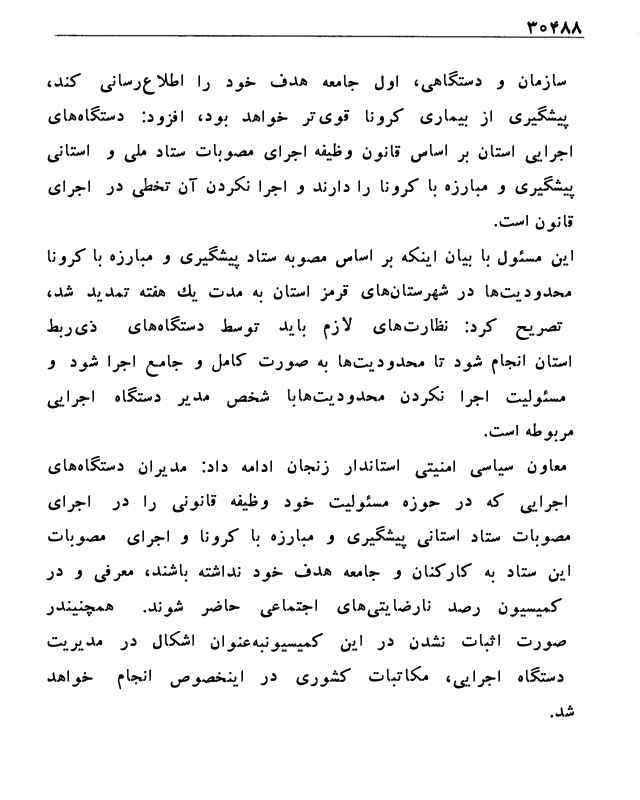 ۳۰۴۸۸
سازمان و دستگاهی، اول جامعه هدف خود را اطلاع‌رسانی کند،
پیشگیری از بیماری کرونا قوی‌تر خواهد بود، افزود: دستگاه‌های
اجرایی استان بر اساس قانون وظیفه اجرای مصوبات ستاد ملی و استانی
پیشگیری و مبارزه با کرونا را دارند و اجرا نکردن آن تخطی در اجرای
قانون است.
این مسئول با بیان اینکه بر اساس مصوبه ستاد پیشگیری و مبارزه با کرونا
محدودیت‌ها در شهرستان‌های قرمز استان به مدت یك هفته تمدید شد،
تصریح کرد: نظارت‌های لازم باید توسط دستگاه‌های ذی‌ربط
استان انجام شود تا محدودیت‌ها به صورت کامل و جامع اجرا شود و
مسئولیت اجرا نکردن محدودیت‌هابا شخص مدیر دستگاه اجرایی
مربوطه است.
معاون سیاسی امنیتی استاندار زنجان ادامه داد: مدیران دستگاه‌های
اجرایی که در حوزه مسئولیت خود وظیفه قانونی را در اجرای
مصوبات ستاد استانی پیشگیری و مبارزه با کرونا و اجرای مصوبات
این ستاد به کارکنان و جامعه هدف خود نداشته باشند، معرفی و در
کمیسیون رصد نارضایتی‌های اجتماعی حاضر شوند. همچنیندر
صورت اثبات نشدن در این کمیسیونبه‌عنوان اشکال در مدیریت
دستگاه اجرایی، مکاتبات کشوری در اینخصوص انجام خواهد
شد.